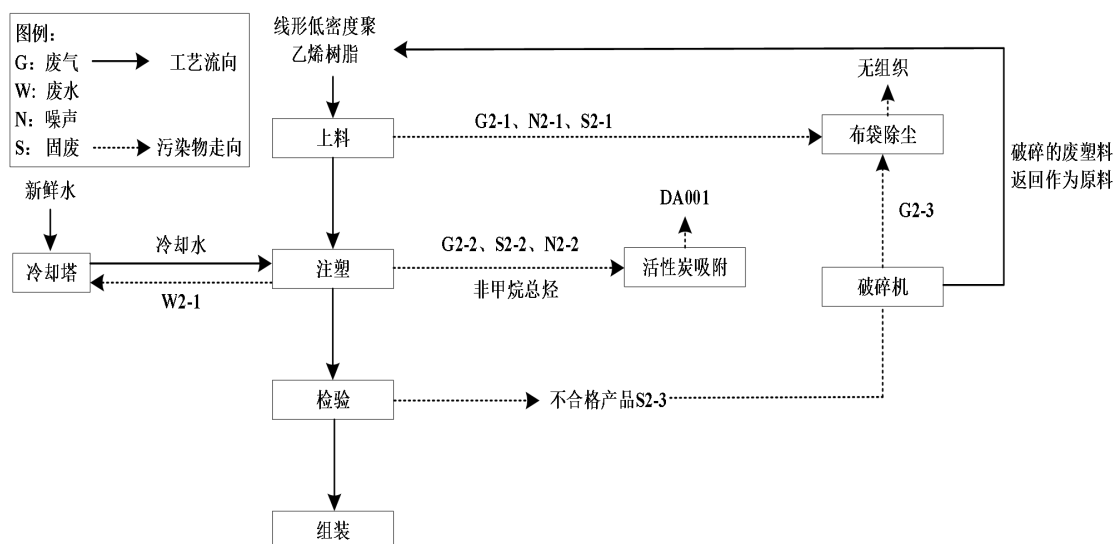 图例：
G：废气
工艺流向
W: 废水
N：噪声
S：固废
污染物走向
线形低密度聚
乙烯树脂
无组织
上料
G2-1、N2-1、S2-1
布袋除尘
破碎的废塑料
返回作为原料
新鲜水
DA001
G2-3
冷却水
G2-2、S2-2、N2-2
冷却塔
注塑
活性炭吸附
破碎机
W2-1
非甲烷总烃
检验
不合格产品S2-3
组装